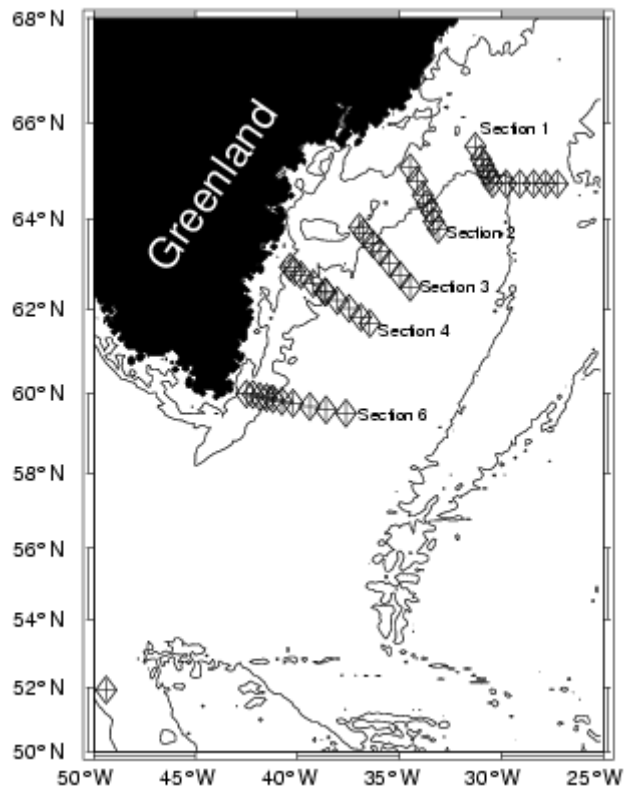 68° N
66° N
64° N
62° N
60° N
58° N
56° N
54° N
52° N
50° N
Greenland
Section 1
Section 2
Section 3
Section 4
Section 6
50° W
45° W
40° W
35° W
30° W
25° W